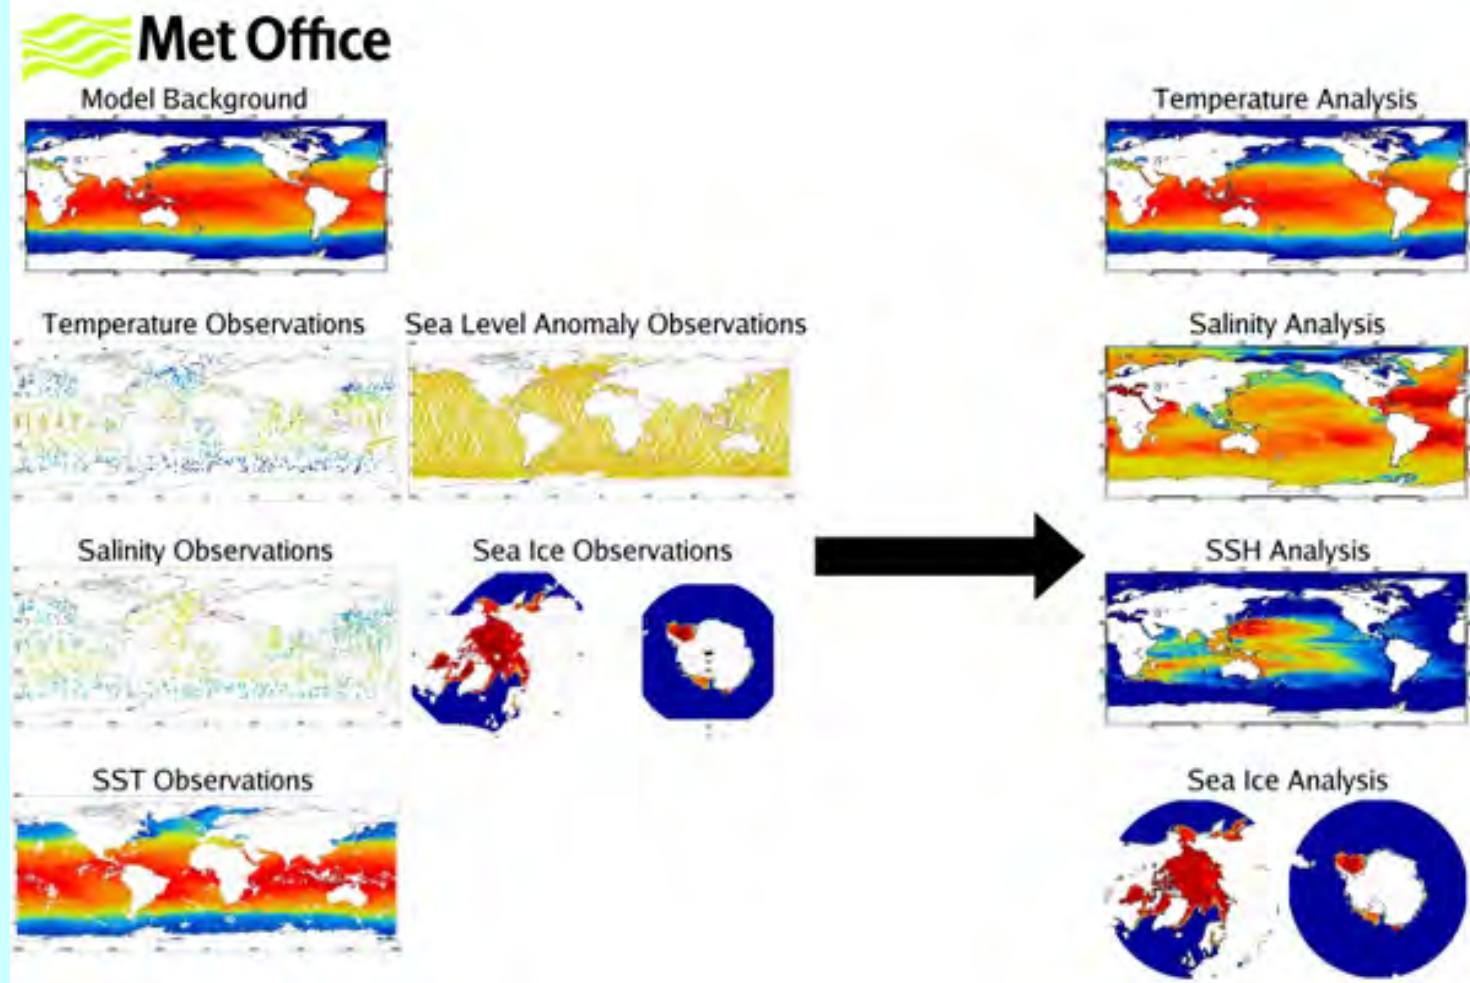 Met Office
Model Background
Temperature Analysis
Temperature Observations
Sea Level Anomaly Observations
Salinity Analysis
Salinity Observations
Sea Ice Observations
SSH Analysis
SST Observations
Sea Ice Analysis